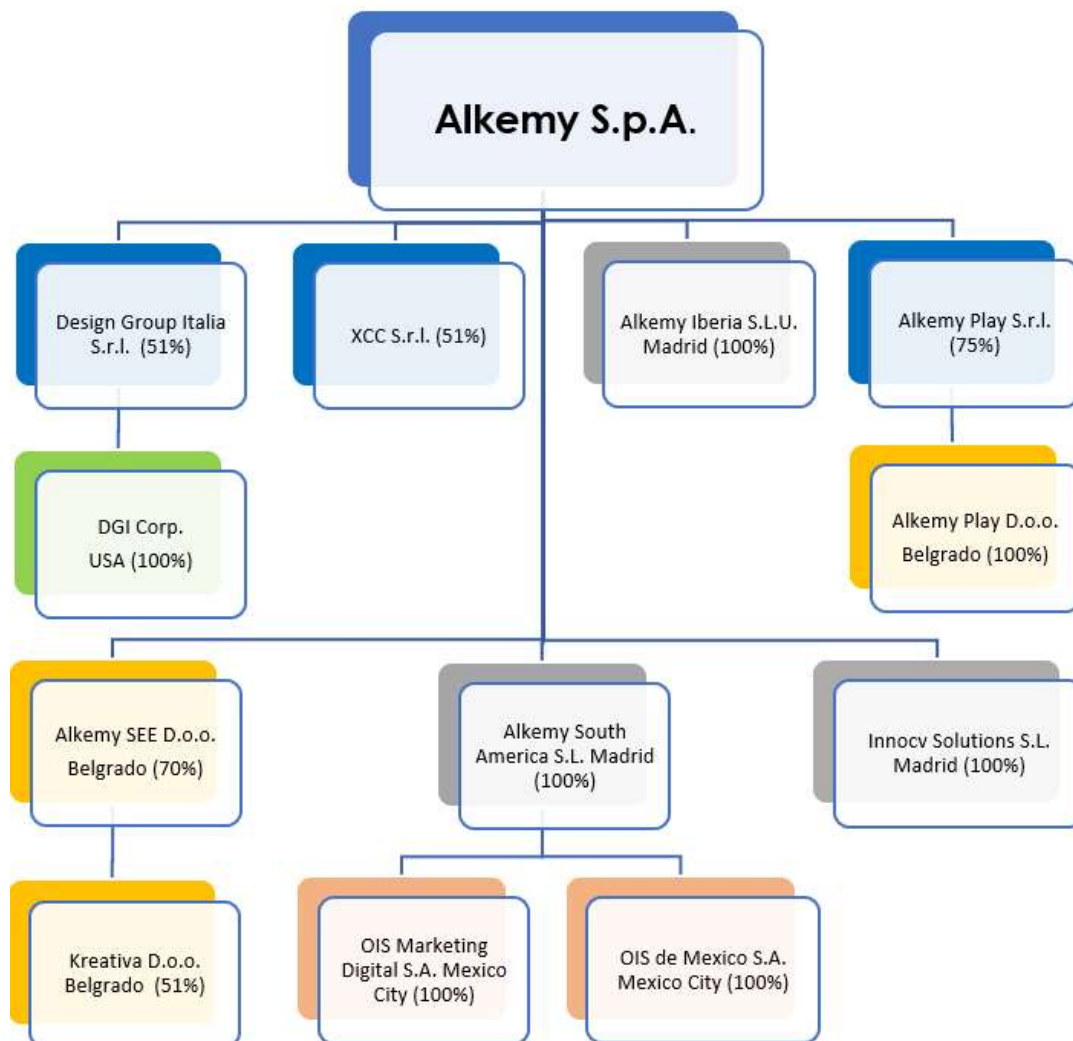 Alkemy S.p.A.
Design Group Italia
S.r.l. (51%)
XCC S.r.l. (51%)
Alkemy Iberia S.L.U.
Madrid (100%)
Alkemy Play S.r.l.
(75%)
DGI Corp.
USA (100%)
Alkemy Play D.o.o.
Belgrado (100%)
Alkemy SEE D.o.o.
Belgrado (70%)
Alkemy South
America S.L. Madrid
(100%)
Innocv Solutions S.L.
Madrid (100%)
Kreativa D.o.o.
Belgrado (51%)
OIS Marketing
Digital S.A. Mexico
City (100%)
OIS de Mexico S.A.
Mexico City (100%)